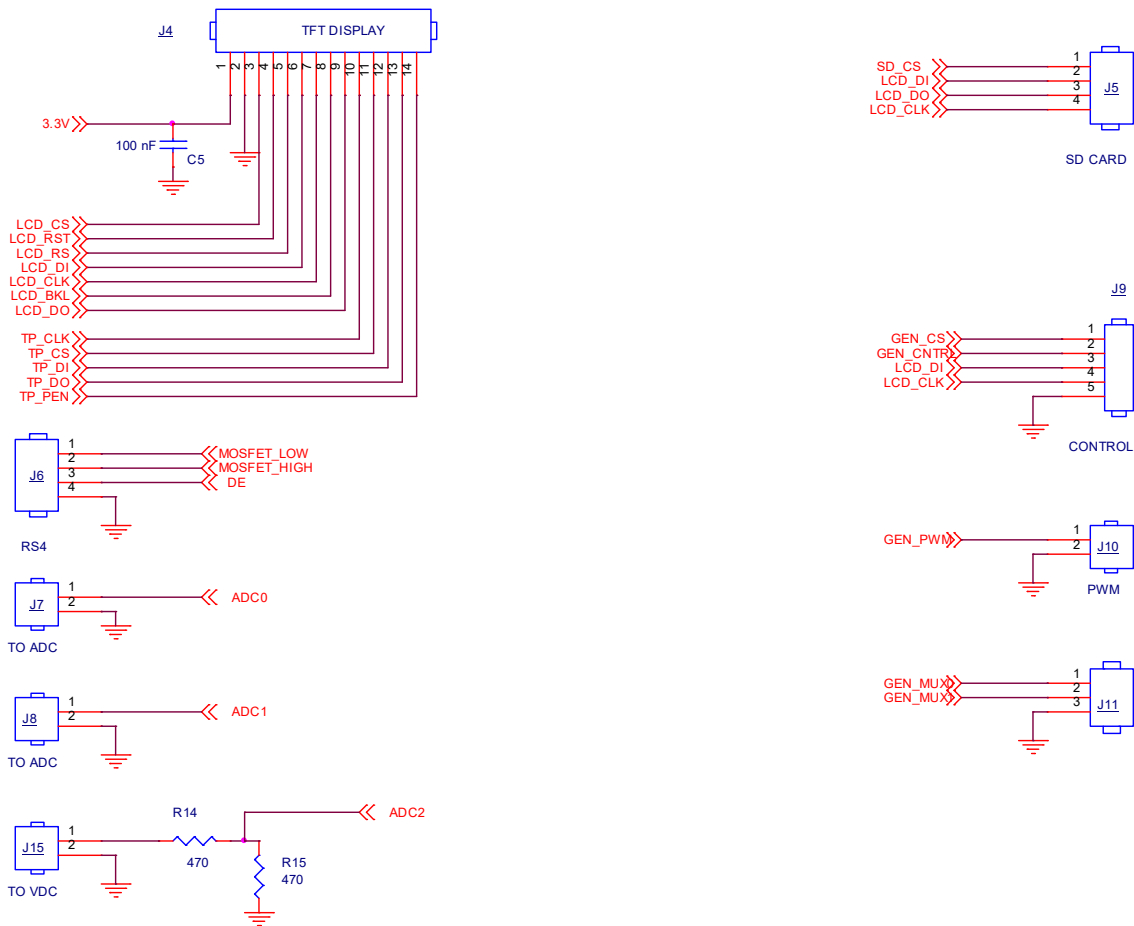 J4
TFT DISPLAY
1
2
3
4
5
6
7
8
9
10
11
12
13
14
3.3V
100 nF
C5
LCD_CS
LCD_RST
LCD_RS
LCD_DI
LCD_CLK
LCD_BKL
LCD_DO
TP_CLK
TP_CS
TP_DI
TP_DO
TP_PEN
J6
1
2
3
4
MOSFET_LOW
MOSFET_HIGH
DE
RS4
J7
1
2
ADC0
TO ADC
J8
1
2
ADC1
TO ADC
J15
1
2
R14
470
ADC2
R15
470
TO VDC
SD_CS
LCD_DI
LCD_DO
LCD_CLK
1
2
3
4
J5
SD CARD
J9
GEN_CS
GEN_CNTRL
LCD_DI
LCD_CLK
1
2
3
4
5
CONTROL
GEN_PWM
1
2
J10
PWM
GEN_MUX0
GEN_MUX1
1
2
3
J11